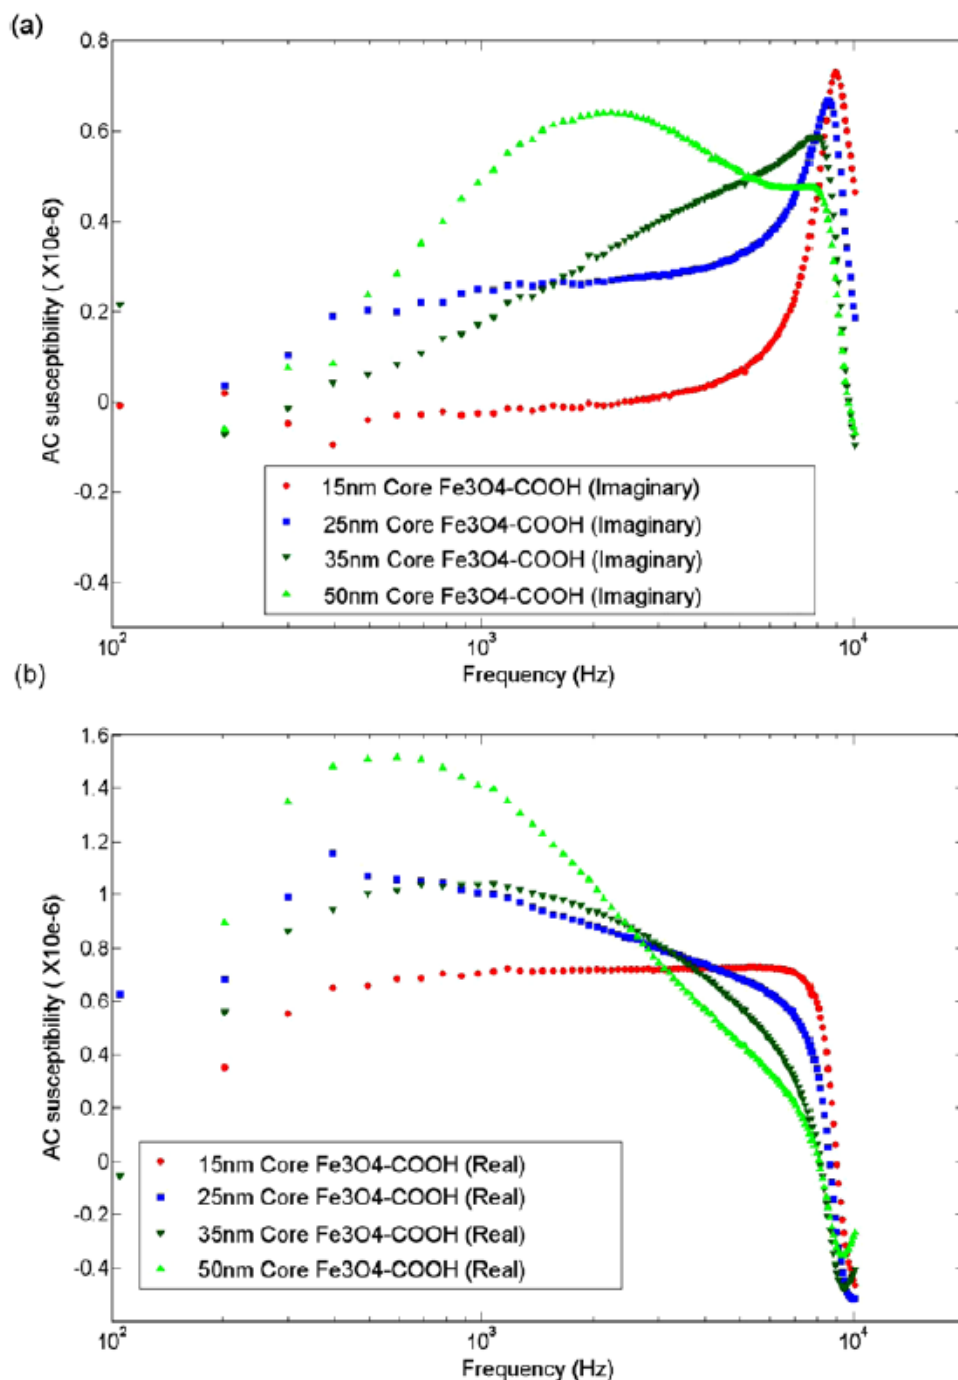 (a)
0.8
0.6
0.4
0.2
0
-0.2
-0.4
AC susceptibility ( X10e-6)
15nm Core Fe3O4-COOH (Imaginary)
25nm Core Fe3O4-COOH (Imaginary)
35nm Core Fe3O4-COOH (Imaginary)
50nm Core Fe3O4-COOH (Imaginary)
10²
10³
10⁴
Frequency (Hz)
(b)
1.6
1.4
1.2
1
0.8
0.6
0.4
0.2
0
-0.2
-0.4
AC susceptibility ( X10e-6)
15nm Core Fe3O4-COOH (Real)
25nm Core Fe3O4-COOH (Real)
35nm Core Fe3O4-COOH (Real)
50nm Core Fe3O4-COOH (Real)
10²
10³
10⁴
Frequency (Hz)